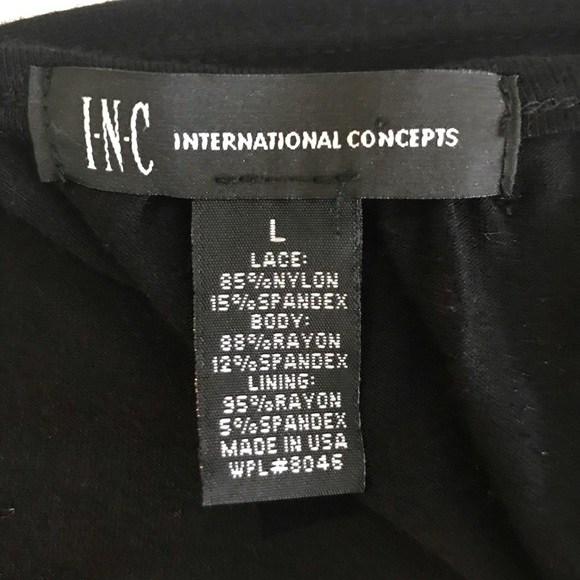 I·N·C INTERNATIONAL CONCEPTS
L
LACE:
85%NYLON
15%SPANDEX
BODY:
88%RAYON
12%SPANDEX
LINING:
95%RAYON
5%SPANDEX
MADE IN USA
WPL#8046